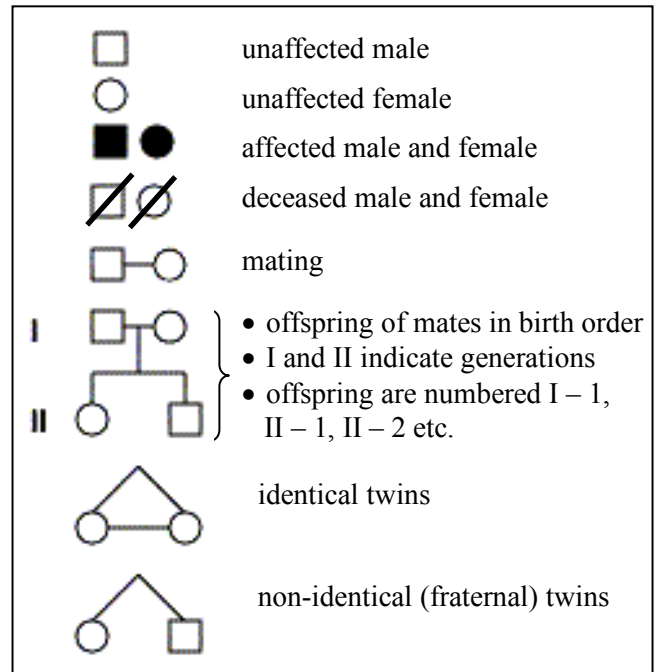 unaffected male
unaffected female
affected male and female
deceased male and female
mating
I
• offspring of mates in birth order
• I and II indicate generations
• offspring are numbered I – 1,
II
II – 1, II – 2 etc.
identical twins
non-identical (fraternal) twins